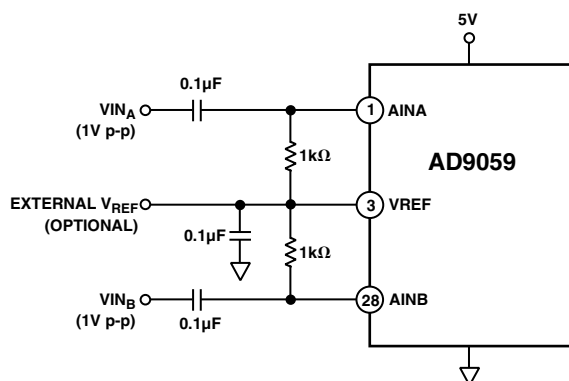 5V
0.1µF
VINA
(1V p-p)
1
AINA
1kΩ
AD9059
EXTERNAL VREF
(OPTIONAL)
3
VREF
0.1µF
1kΩ
VINB
(1V p-p)
0.1µF
28
AINB